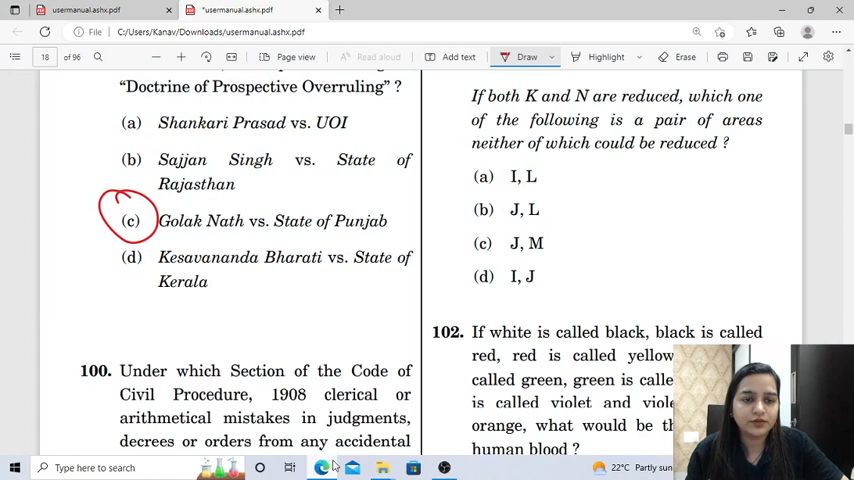 usermanual.ashx.pdf
*usermanual.ashx.pdf
File
C:/Users/Kanav/Downloads/usermanual.ashx.pdf
18 of 96
Page view
Read aloud
Add text
Draw
Highlight
Erase
“Doctrine of Prospective Overruling” ?
(a) Shankari Prasad vs. UOI
(b) Sajjan Singh vs. State of
Rajasthan
(c) Golak Nath vs. State of Punjab
(d) Kesavananda Bharati vs. State of
Kerala
100. Under which Section of the Code of
Civil Procedure, 1908 clerical or
arithmetical mistakes in judgments,
decrees or orders from any accidental
If both K and N are reduced, which one
of the following is a pair of areas
neither of which could be reduced ?
(a) I, L
(b) J, L
(c) J, M
(d) I, J
102. If white is called black, black is called
red, red is called yellow
called green, green is calle
is called violet and viole
orange, what would be th
human blood ?
Type here to search
22°C Partly sun